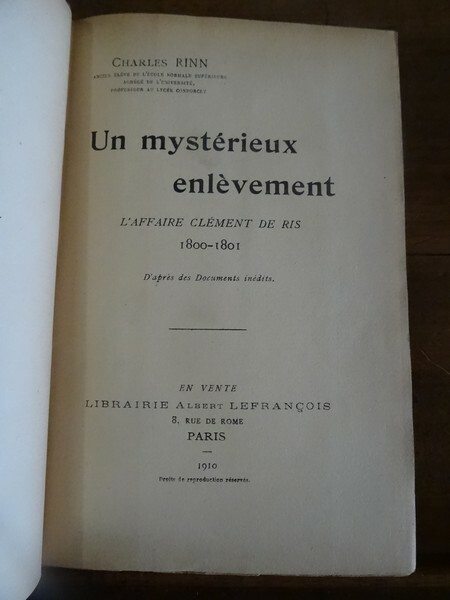 CHARLES RINN
ANCIEN ÉLÈVE DE L'ÉCOLE NORMALE SUPÉRIEURE
AGRÉGÉ DE L'UNIVERSITÉ,
PROFESSEUR AU LYCÉE CONDORCET
Un mystérieux
enlèvement
L'AFFAIRE CLÉMENT DE RIS
1800-1801
D'après des Documents inédits.
EN VENTE
LIBRAIRIE ALBERT LEFRANÇOIS
8, RUE DE ROME
PARIS
1910
Droits de reproduction réservés.